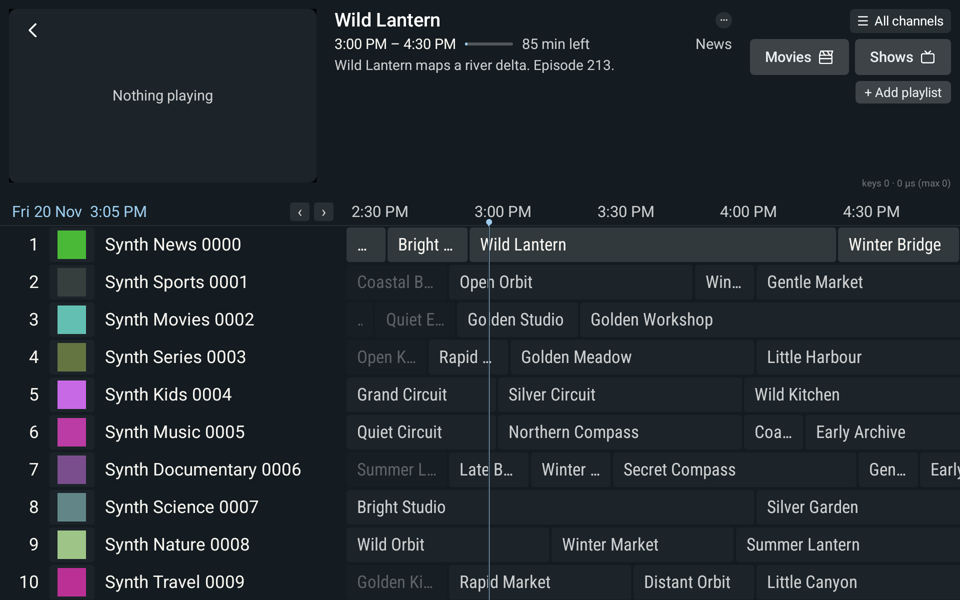 Nothing playing
Wild Lantern
3:00 PM – 4:30 PM 85 min left
Wild Lantern maps a river delta. Episode 213.
News
All channels
Movies
Shows
+ Add playlist
keys 0 · 0 µs (max 0)
Fri 20 Nov 3:05 PM
2:30 PM 3:00 PM 3:30 PM 4:00 PM 4:30 PM
1 Synth News 0000 ... Bright ... Wild Lantern Winter Bridge
2 Synth Sports 0001 Coastal B... Open Orbit Win... Gentle Market
3 Synth Movies 0002 .. Quiet E... Golden Studio Golden Workshop
4 Synth Series 0003 Open K... Rapid ... Golden Meadow Little Harbour
5 Synth Kids 0004 Grand Circuit Silver Circuit Wild Kitchen
6 Synth Music 0005 Quiet Circuit Northern Compass Coa... Early Archive
7 Synth Documentary 0006 Summer L... Late B... Winter ... Secret Compass Gen... Early
8 Synth Science 0007 Bright Studio Silver Garden
9 Synth Nature 0008 Wild Orbit Winter Market Summer Lantern
10 Synth Travel 0009 Golden Ki... Rapid Market Distant Orbit Little Canyon